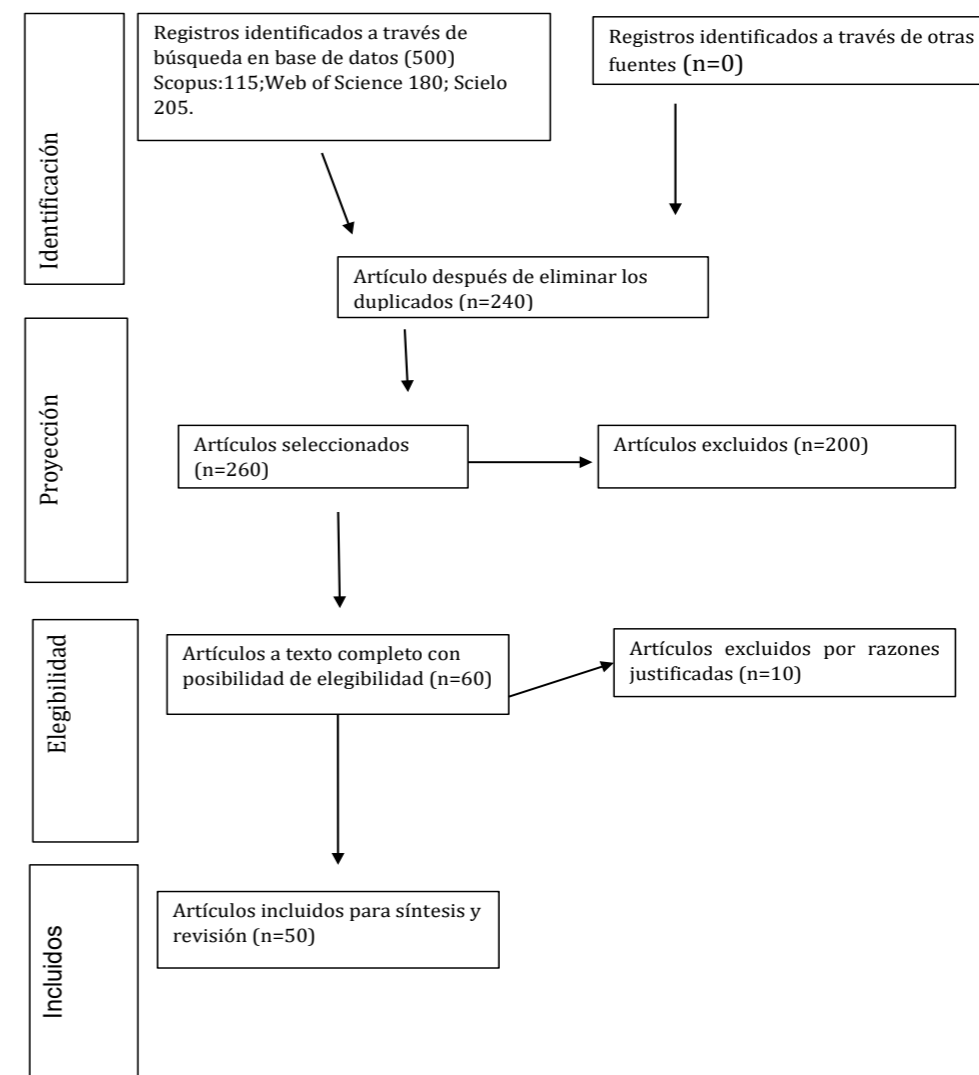 Identificación
Registros identificados a través de
búsqueda en base de datos (500)
Scopus:115;Web of Science 180; Scielo
205.
Registros identificados a través de otras
fuentes (n=0)
Artículo después de eliminar los
duplicados (n=240)
Proyección
Artículos seleccionados
(n=260)
Artículos excluidos (n=200)
Elegibilidad
Artículos a texto completo con
posibilidad de elegibilidad (n=60)
Artículos excluidos por razones
justificadas (n=10)
Incluidos
Artículos incluidos para síntesis y
revisión (n=50)